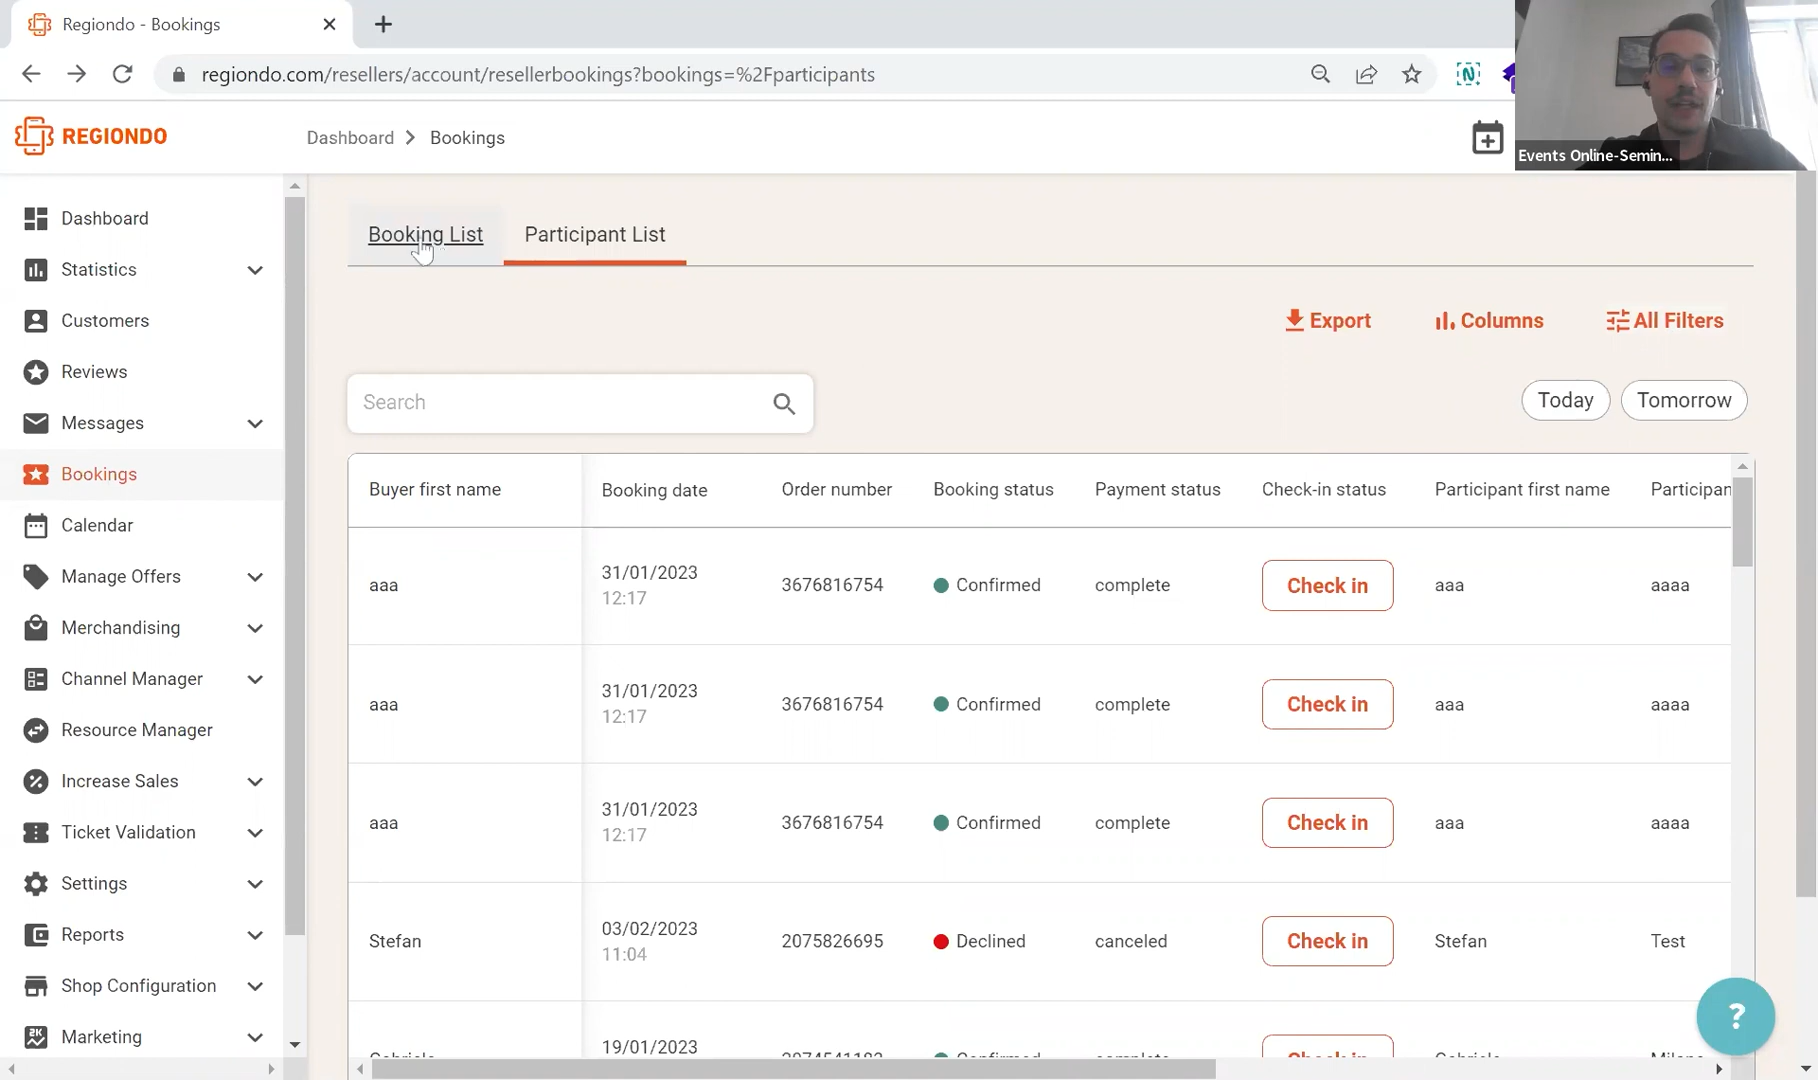 Regiondo - Bookings
regiondo.com/resellers/account/resellerbookings?bookings=%2Fparticipants
REGIONDO
Dashboard > Bookings
Events Online-Semin...
Dashboard
Statistics
Customers
Reviews
Messages
Bookings
Calendar
Manage Offers
Merchandising
Channel Manager
Resource Manager
Increase Sales
Ticket Validation
Settings
Reports
Shop Configuration
Marketing
Booking List Participant List
Export Columns All Filters
Search
Today Tomorrow
Buyer first name Booking date Order number Booking status Payment status Check-in status Participant first name Participan
aaa 31/01/2023 12:17 3676816754 Confirmed complete Check in aaa aaaa
aaa 31/01/2023 12:17 3676816754 Confirmed complete Check in aaa aaaa
aaa 31/01/2023 12:17 3676816754 Confirmed complete Check in aaa aaaa
Stefan 03/02/2023 11:04 2075826695 Declined canceled Check in Stefan Test
19/01/2023
?